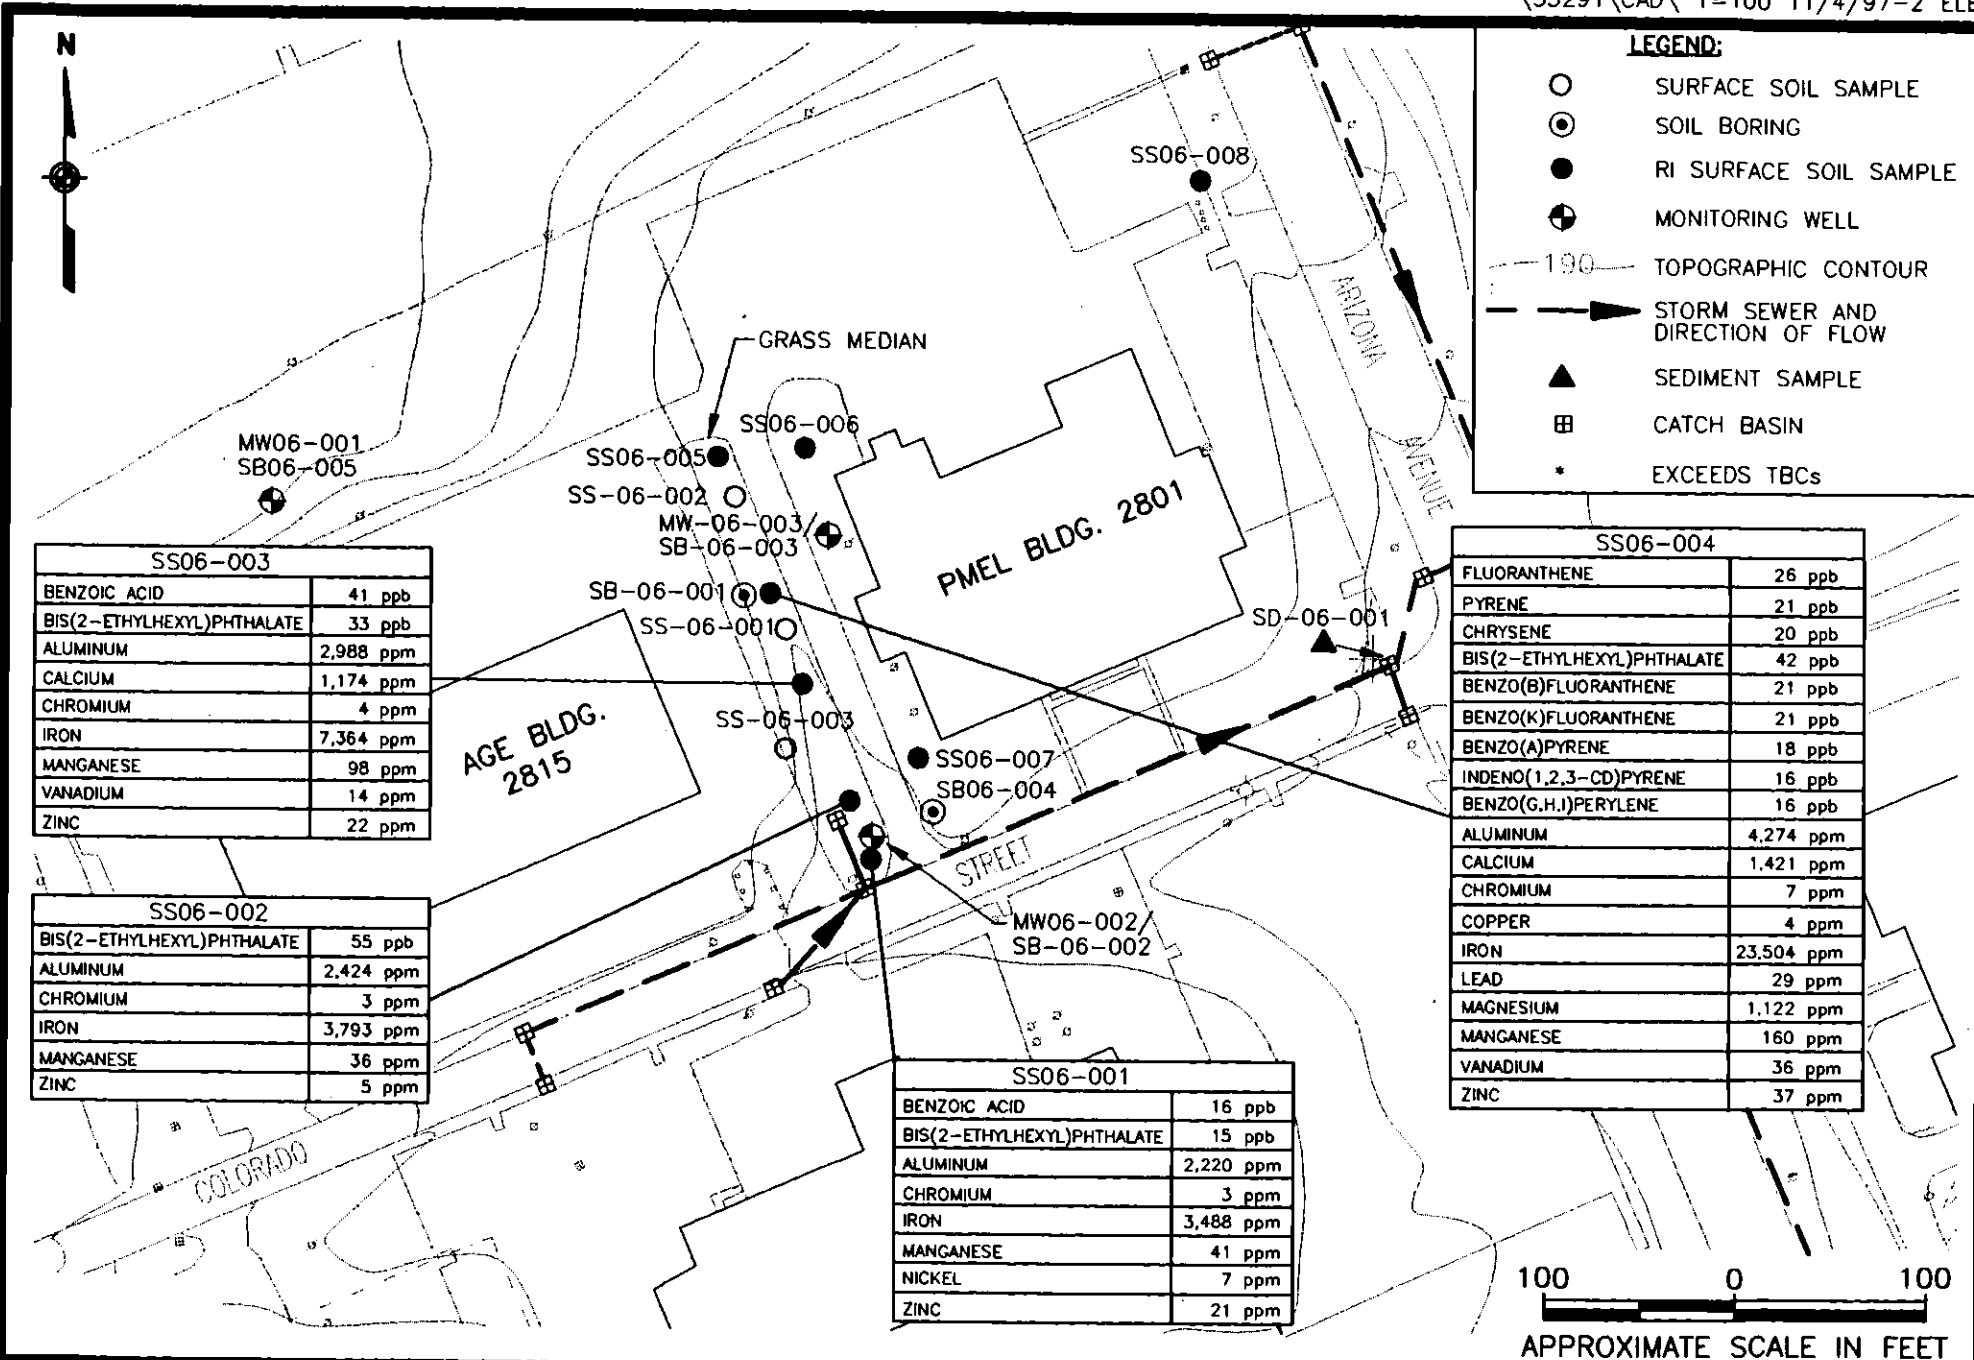 \53291\CAD\ 1=100 11/4/97-2
N
LEGEND:
SURFACE SOIL SAMPLE
SOIL BORING
RI SURFACE SOIL SAMPLE
MONITORING WELL
190 TOPOGRAPHIC CONTOUR
STORM SEWER AND
DIRECTION OF FLOW
SEDIMENT SAMPLE
CATCH BASIN
* EXCEEDS TBCs
SS06-008
ARIZONA
AVENUE
GRASS MEDIAN
SS06-006
SS06-005
SS-06-002
MW-06-003/
SB-06-003
MW06-001
SB06-005
PMEL BLDG. 2801
SB-06-001
SS-06-001
SS-06-003
SD-06-001
AGE BLDG.
2815
SS06-007
SB06-004
STREET
MW06-002/
SB-06-002
COLORADO
SS06-003
BENZOIC ACID 41 ppb
BIS(2-ETHYLHEXYL)PHTHALATE 33 ppb
ALUMINUM 2,988 ppm
CALCIUM 1,174 ppm
CHROMIUM 4 ppm
IRON 7,364 ppm
MANGANESE 98 ppm
VANADIUM 14 ppm
ZINC 22 ppm
SS06-002
BIS(2-ETHYLHEXYL)PHTHALATE 55 ppb
ALUMINUM 2,424 ppm
CHROMIUM 3 ppm
IRON 3,793 ppm
MANGANESE 36 ppm
ZINC 5 ppm
SS06-001
BENZOIC ACID 16 ppb
BIS(2-ETHYLHEXYL)PHTHALATE 15 ppb
ALUMINUM 2,220 ppm
CHROMIUM 3 ppm
IRON 3,488 ppm
MANGANESE 41 ppm
NICKEL 7 ppm
ZINC 21 ppm
SS06-004
FLUORANTHENE 26 ppb
PYRENE 21 ppb
CHRYSENE 20 ppb
BIS(2-ETHYLHEXYL)PHTHALATE 42 ppb
BENZO(B)FLUORANTHENE 21 ppb
BENZO(K)FLUORANTHENE 21 ppb
BENZO(A)PYRENE 18 ppb
INDENO(1,2,3-CD)PYRENE 16 ppb
BENZO(G,H,I)PERYLENE 16 ppb
ALUMINUM 4,274 ppm
CALCIUM 1,421 ppm
CHROMIUM 7 ppm
COPPER 4 ppm
IRON 23,504 ppm
LEAD 29 ppm
MAGNESIUM 1,122 ppm
MANGANESE 160 ppm
VANADIUM 36 ppm
ZINC 37 ppm
100 0 100
APPROXIMATE SCALE IN FEET